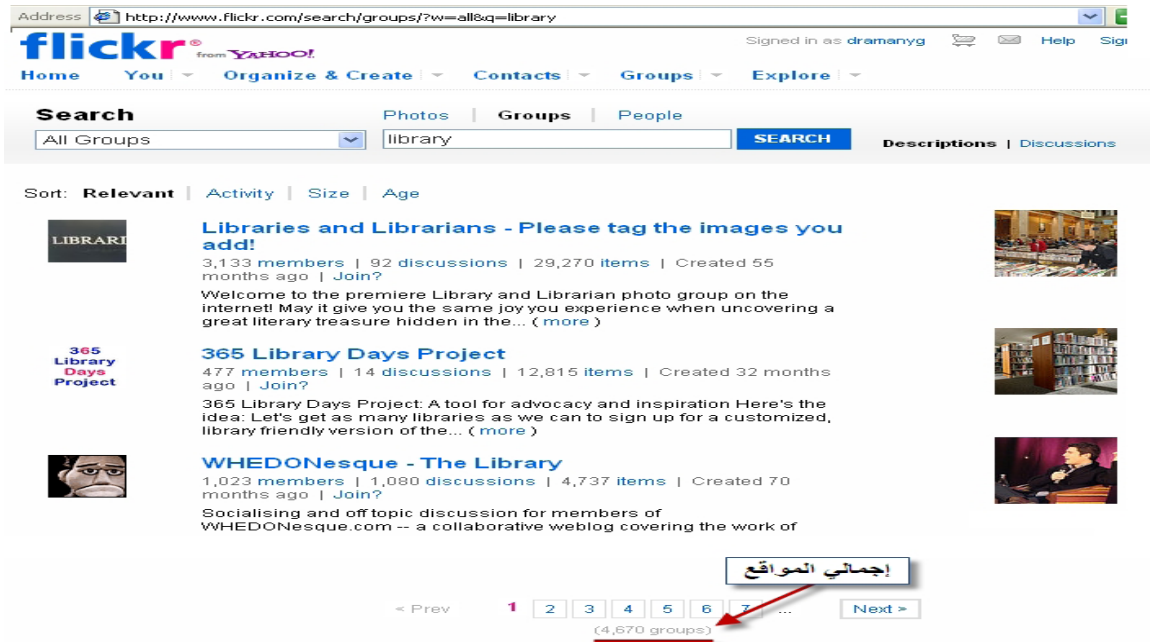 Address http://www.flickr.com/search/groups/?w=all&q=library
flickr from YAHOO!
Signed in as dramanyg Help Sig
Home You Organize & Create Contacts Groups Explore
Search Photos | Groups | People
All Groups library SEARCH Descriptions | Discussions
Sort: Relevant | Activity | Size | Age
LIBRARI
Libraries and Librarians - Please tag the images you
add!
3,133 members | 92 discussions | 29,270 items | Created 55
months ago | Join?
Welcome to the premiere Library and Librarian photo group on the
internet! May it give you the same joy you experience when uncovering a
great literary treasure hidden in the... ( more )
365
Library
Days
Project
365 Library Days Project
477 members | 14 discussions | 12,815 items | Created 32 months
ago | Join?
365 Library Days Project: A tool for advocacy and inspiration Here's the
idea: Let's get as many libraries as we can to sign up for a customized,
library friendly version of the... ( more )
WHEDONesque - The Library
1,023 members | 1,080 discussions | 4,737 items | Created 70
months ago | Join?
Socialising and off topic discussion for members of
WHEDONesque.com -- a collaborative weblog covering the work of
إجمالي المواقع
< Prev 1 2 3 4 5 6 7 ... Next >
(4,670 groups)